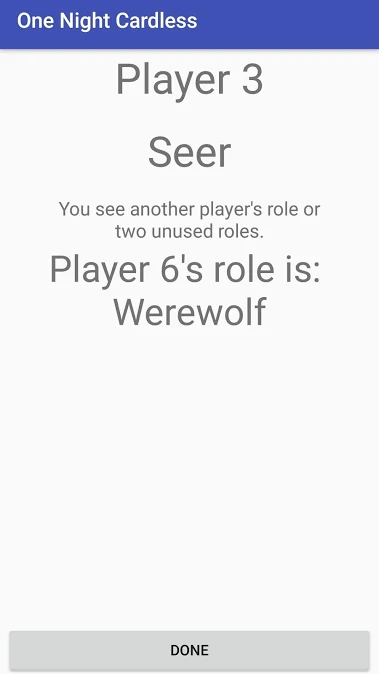 One Night Cardless
Player 3
Seer
You see another player's role or
two unused roles.
Player 6's role is:
Werewolf
DONE